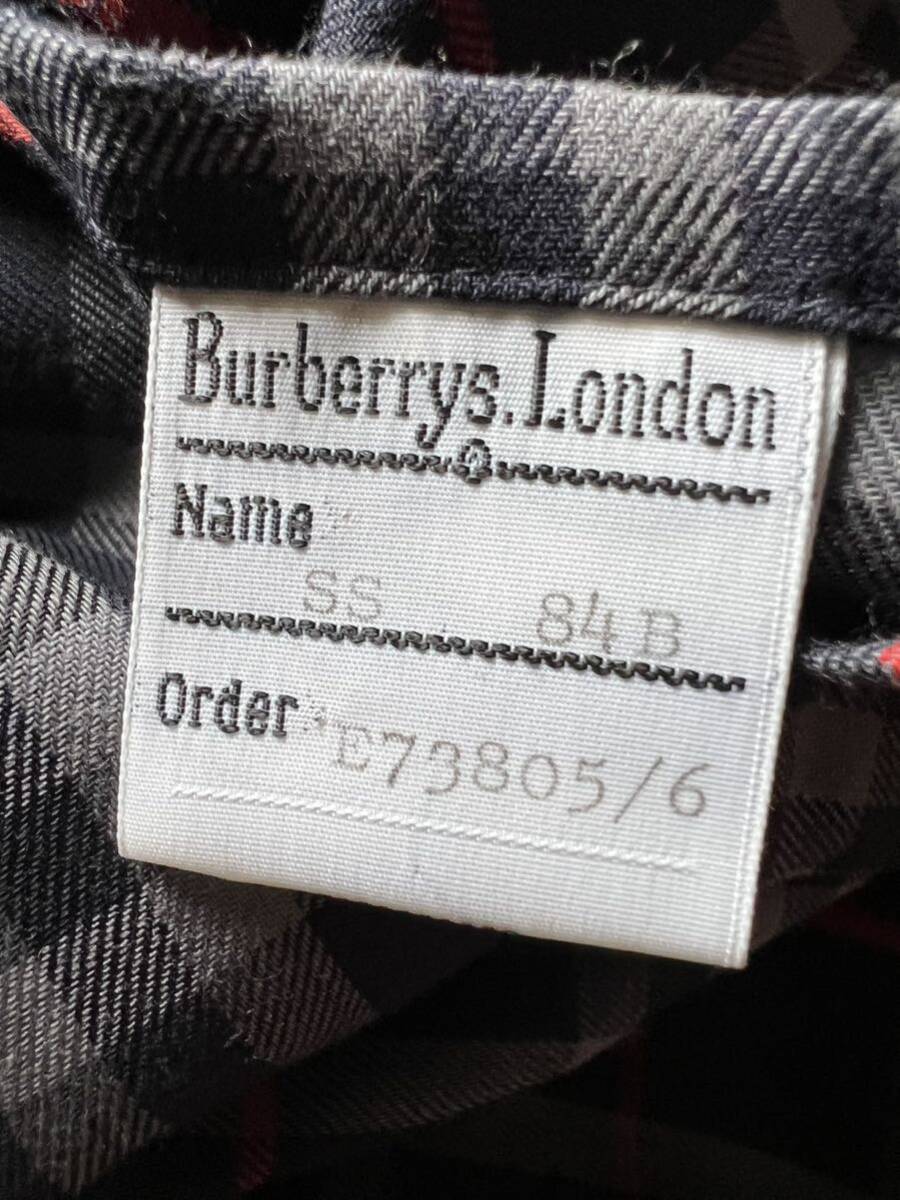 Burberrys.London
Name
SS 84B
Order E73805/6